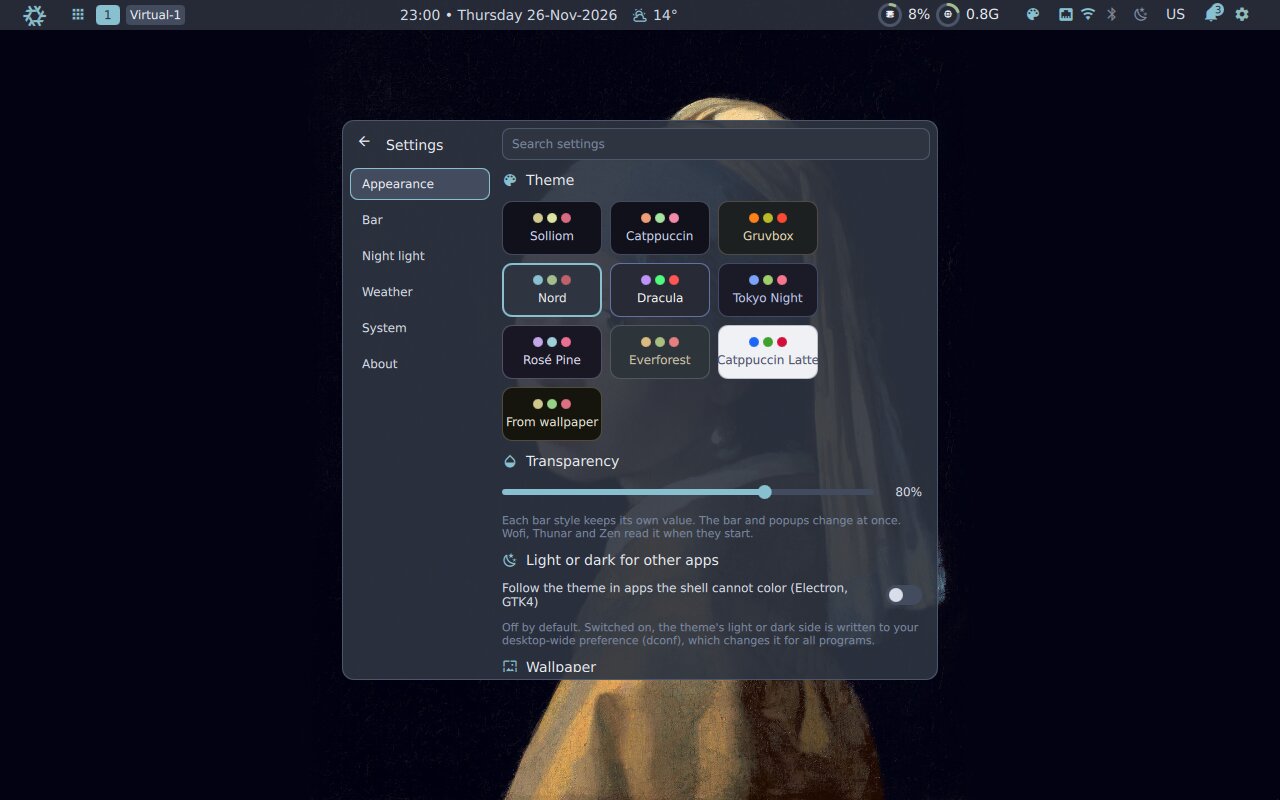 1 Virtual-1 23:00 • Thursday 26-Nov-2026 14° 8% 0.8G US 3
Settings
Search settings
Appearance
Bar
Night light
Weather
System
About
Theme
Solliom Catppuccin Gruvbox
Nord Dracula Tokyo Night
Rosé Pine Everforest Catppuccin Latte
From wallpaper
Transparency
80%
Each bar style keeps its own value. The bar and popups change at once.
Wofi, Thunar and Zen read it when they start.
Light or dark for other apps
Follow the theme in apps the shell cannot color (Electron,
GTK4)
Off by default. Switched on, the theme's light or dark side is written to your
desktop-wide preference (dconf), which changes it for all programs.
Wallpaper